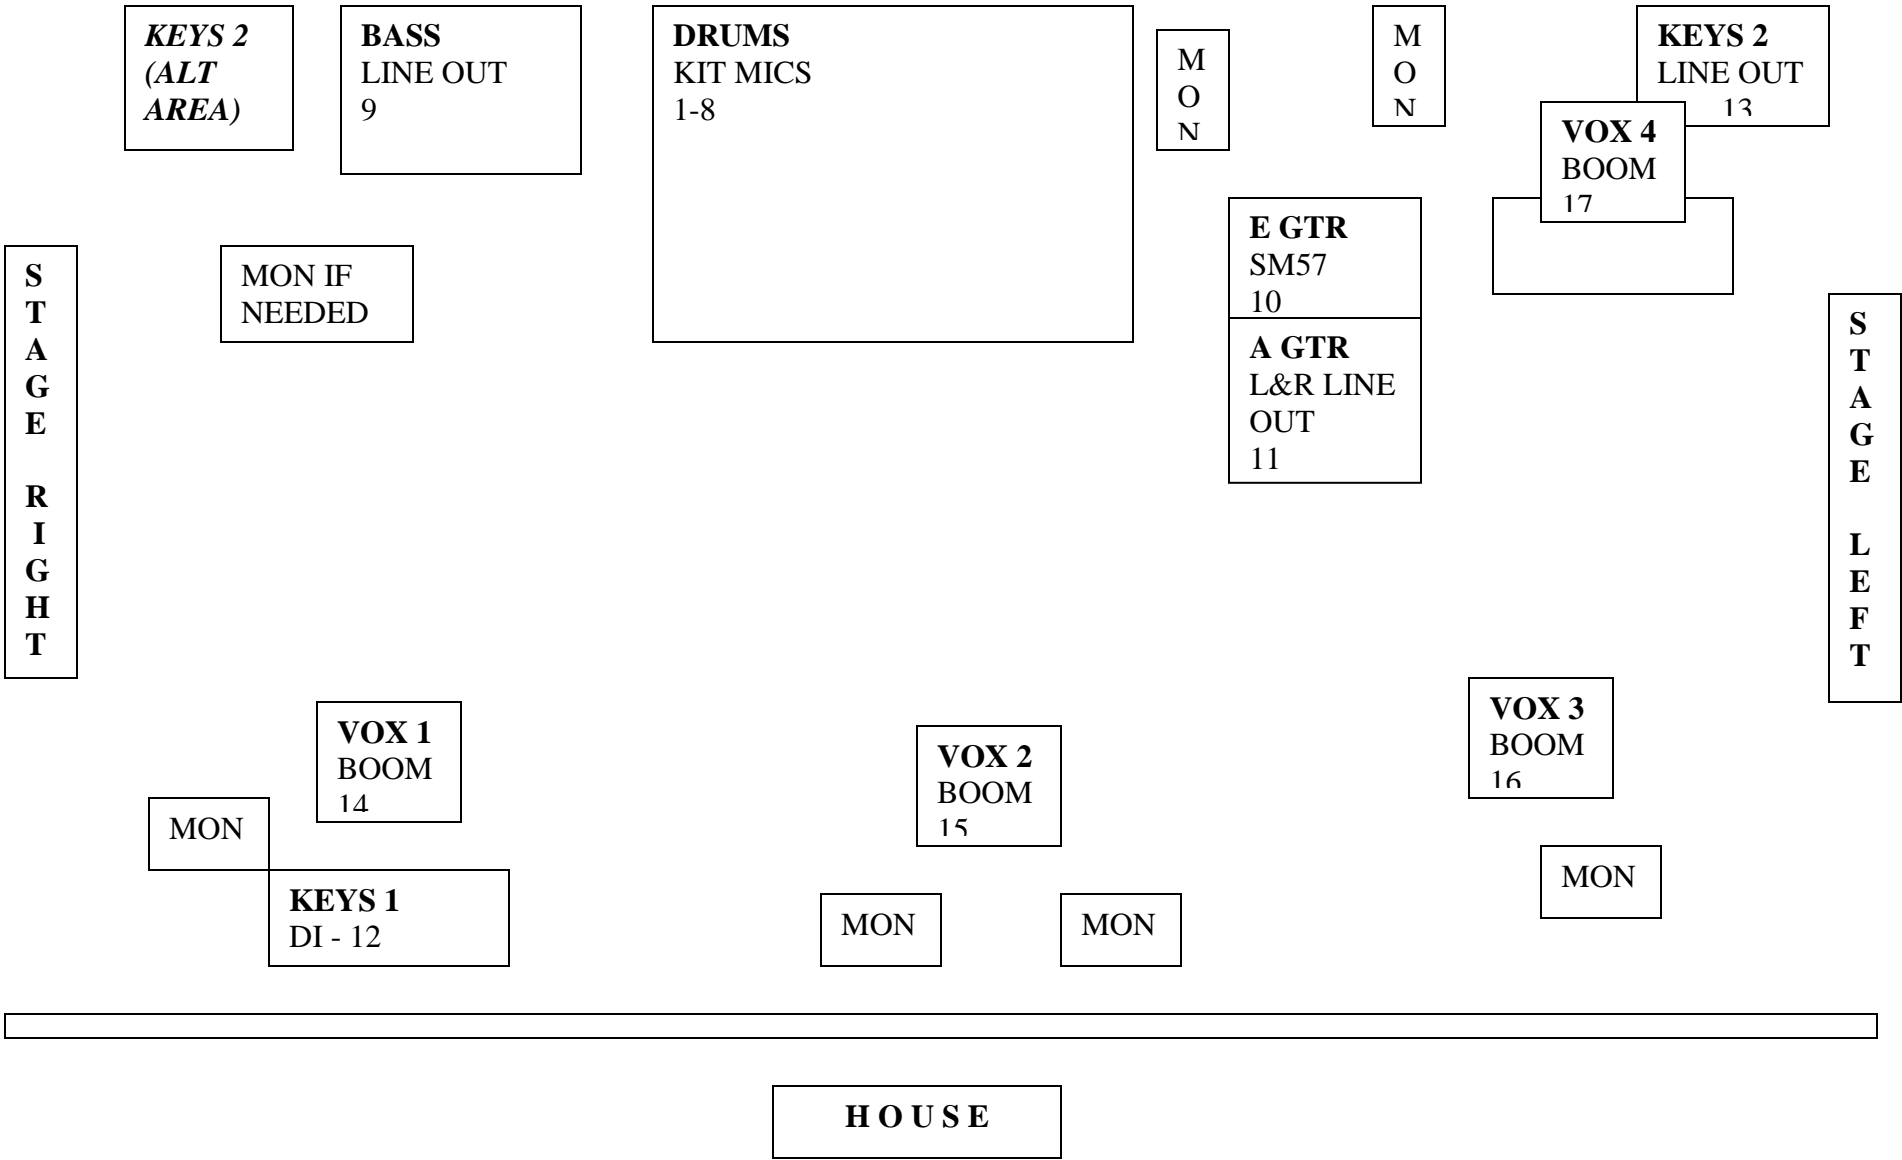 KEYS 2
(ALT
AREA)
BASS
LINE OUT
9
DRUMS
KIT MICS
1-8
M
O
N
M
O
N
KEYS 2
LINE OUT
13
VOX 4
BOOM
17
E GTR
SM57
10
A GTR
L&R LINE
OUT
11
S
T
A
G
E
R
I
G
H
T
MON IF
NEEDED
S
T
A
G
E
L
E
F
T
VOX 1
BOOM
14
VOX 2
BOOM
15
VOX 3
BOOM
16
MON
KEYS 1
DI - 12
MON
MON
MON
H O U S E